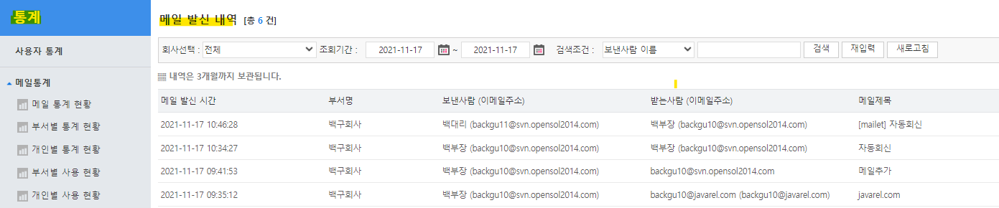 통계
사용자 통계
메일통계
메일 통계 현황
부서별 통계 현황
개인별 통계 현황
부서별 사용 현황
개인별 사용 현황
메일 발신 내역 [총 6 건]
회사선택 : 전체 조회기간 : 2021-11-17 ~ 2021-11-17 검색조건 : 보낸사람 이름 검색 재입력 새로고침
내역은 3개월까지 보관됩니다.
메일 발신 시간 부서명 보낸사람 (이메일주소) 받는사람 (이메일주소) 메일제목
2021-11-17 10:46:28 백구회사 백대리 (backgu11@svn.opensol2014.com) 백부장 (backgu10@svn.opensol2014.com) [mailet] 자동회신
2021-11-17 10:34:27 백구회사 백부장 (backgu10@svn.opensol2014.com) 백부장 (backgu10@svn.opensol2014.com) 자동회신
2021-11-17 09:41:53 백구회사 백부장 (backgu10@svn.opensol2014.com) backgu10@svn.opensol2014.com 메일추가
2021-11-17 09:35:12 백구회사 백부장 (backgu10@svn.opensol2014.com) backgu10@javarel.com (backgu10@javarel.com) javarel.com